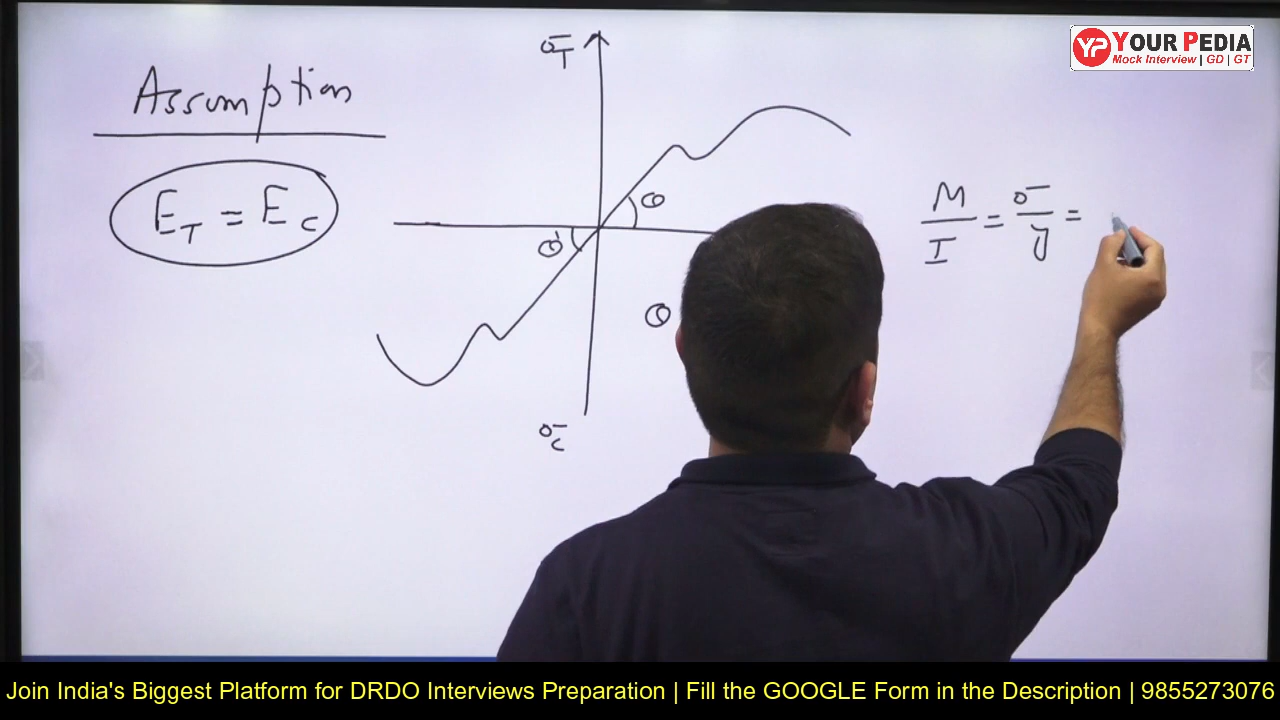 YP YOUR PEDIA
Mock Interview | GD | GT
Assumption
E_T = E_C
σ_T
θ
θ
θ
σ_c
M/I = σ/y =
Join India's Biggest Platform for DRDO Interviews Preparation | Fill the GOOGLE Form in the Description | 9855273076